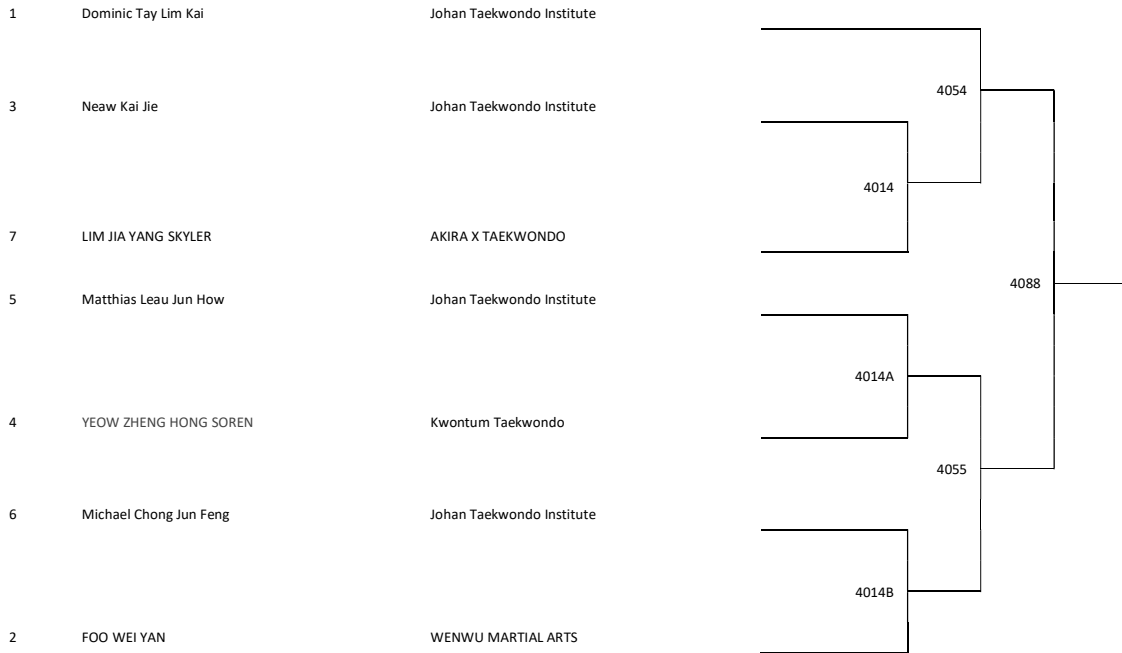 1 Dominic Tay Lim Kai Johan Taekwondo Institute
4054
3 Neaw Kai Jie Johan Taekwondo Institute
4014
7 LIM JIA YANG SKYLER AKIRA X TAEKWONDO
4088
5 Matthias Leau Jun How Johan Taekwondo Institute
4014A
4 YEOW ZHENG HONG SOREN Kwontum Taekwondo
4055
6 Michael Chong Jun Feng Johan Taekwondo Institute
4014B
2 FOO WEI YAN WENWU MARTIAL ARTS